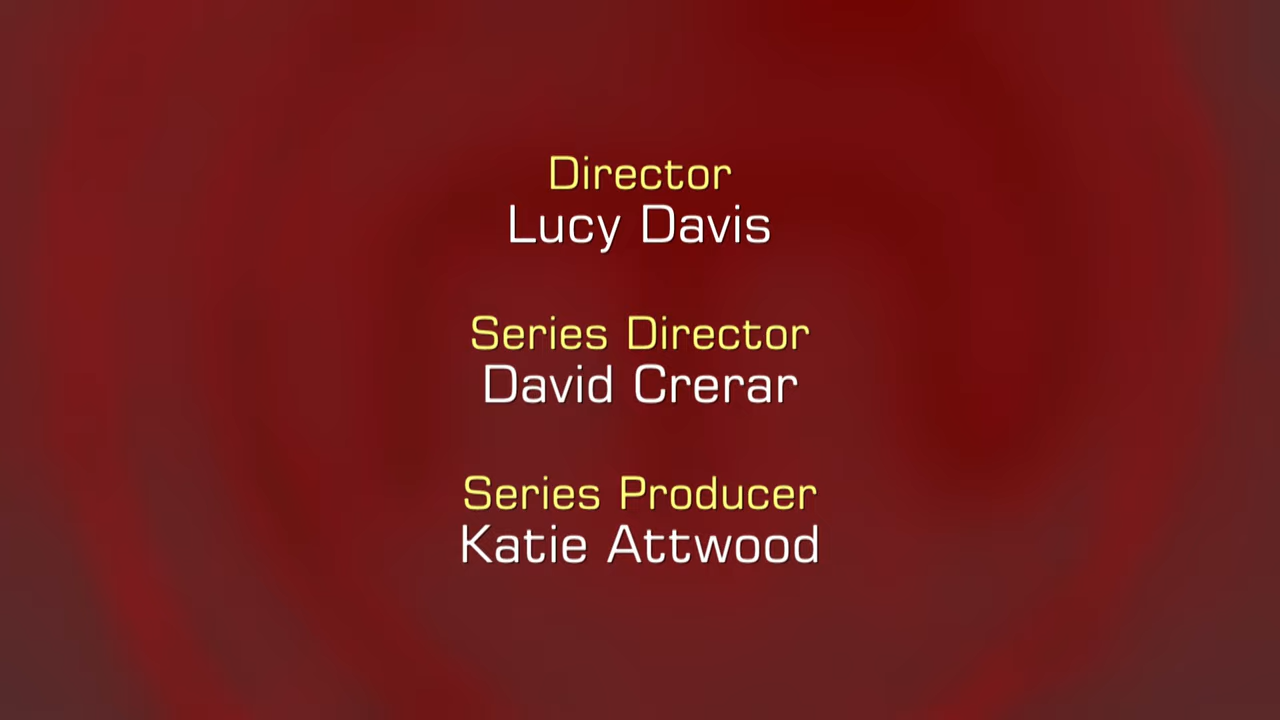 Director
Lucy Davis
Series Director
David Crerar
Series Producer
Katie Attwood